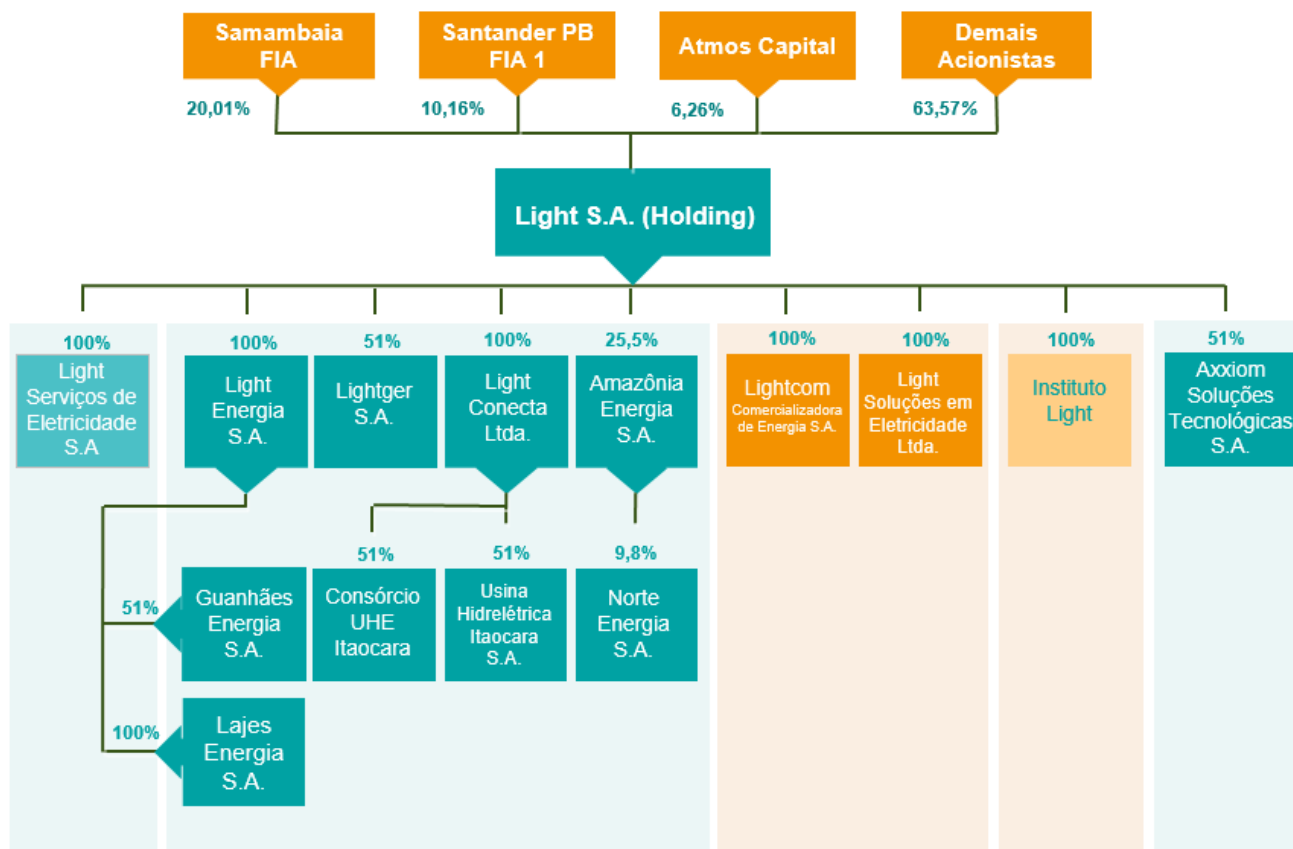 Samambaia
FIA
Santander PB
FIA 1
Atmos Capital
Demais
Acionistas
20,01%
10,16%
6,26%
63,57%
Light S.A. (Holding)
100%
100%
51%
100%
25,5%
100%
100%
100%
51%
Light
Serviços de
Eletricidade
S.A
Light
Energia
S.A.
Lightger
S.A.
Light
Conecta
Ltda.
Amazônia
Energia
S.A.
Lightcom
Comercializadora
de Energia S.A.
Light
Soluções em
Eletricidade
Ltda.
Instituto
Light
Axxiom
Soluções
Tecnológicas
S.A.
51%
51%
9,8%
51%
Guanhães
Energia
S.A.
Consórcio
UHE
Itaocara
Usina
Hidrelétrica
Itaocara
S.A.
Norte
Energia
S.A.
100%
Lajes
Energia
S.A.